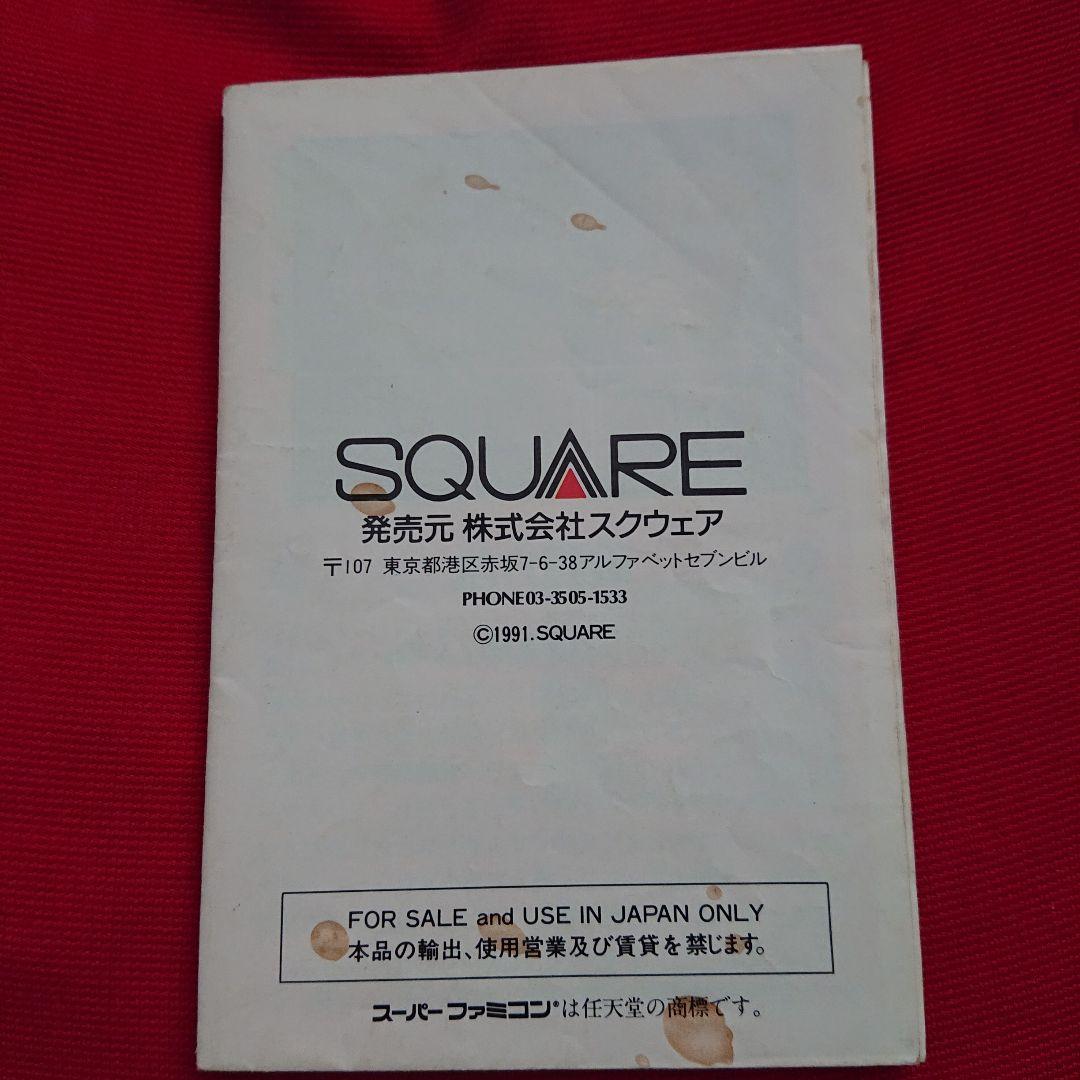 SQUARE
発売元 株式会社スクウェア
〒107 東京都港区赤坂7-6-38アルファベットセブンビル
PHONE03-3505-1533
©1991.SQUARE
FOR SALE and USE IN JAPAN ONLY
本品の輸出、使用営業及び賃貸を禁じます。
スーパーファミコン®は任天堂の商標です。